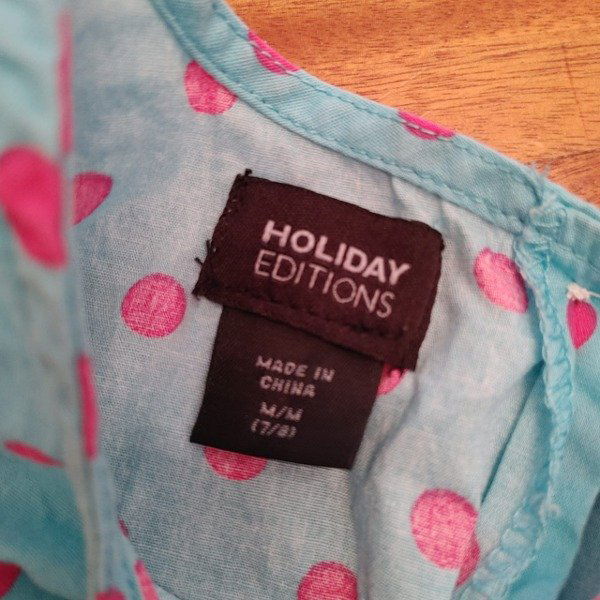 HOLIDAY
EDITIONS
MADE IN
CHINA
M/M
(7/8)